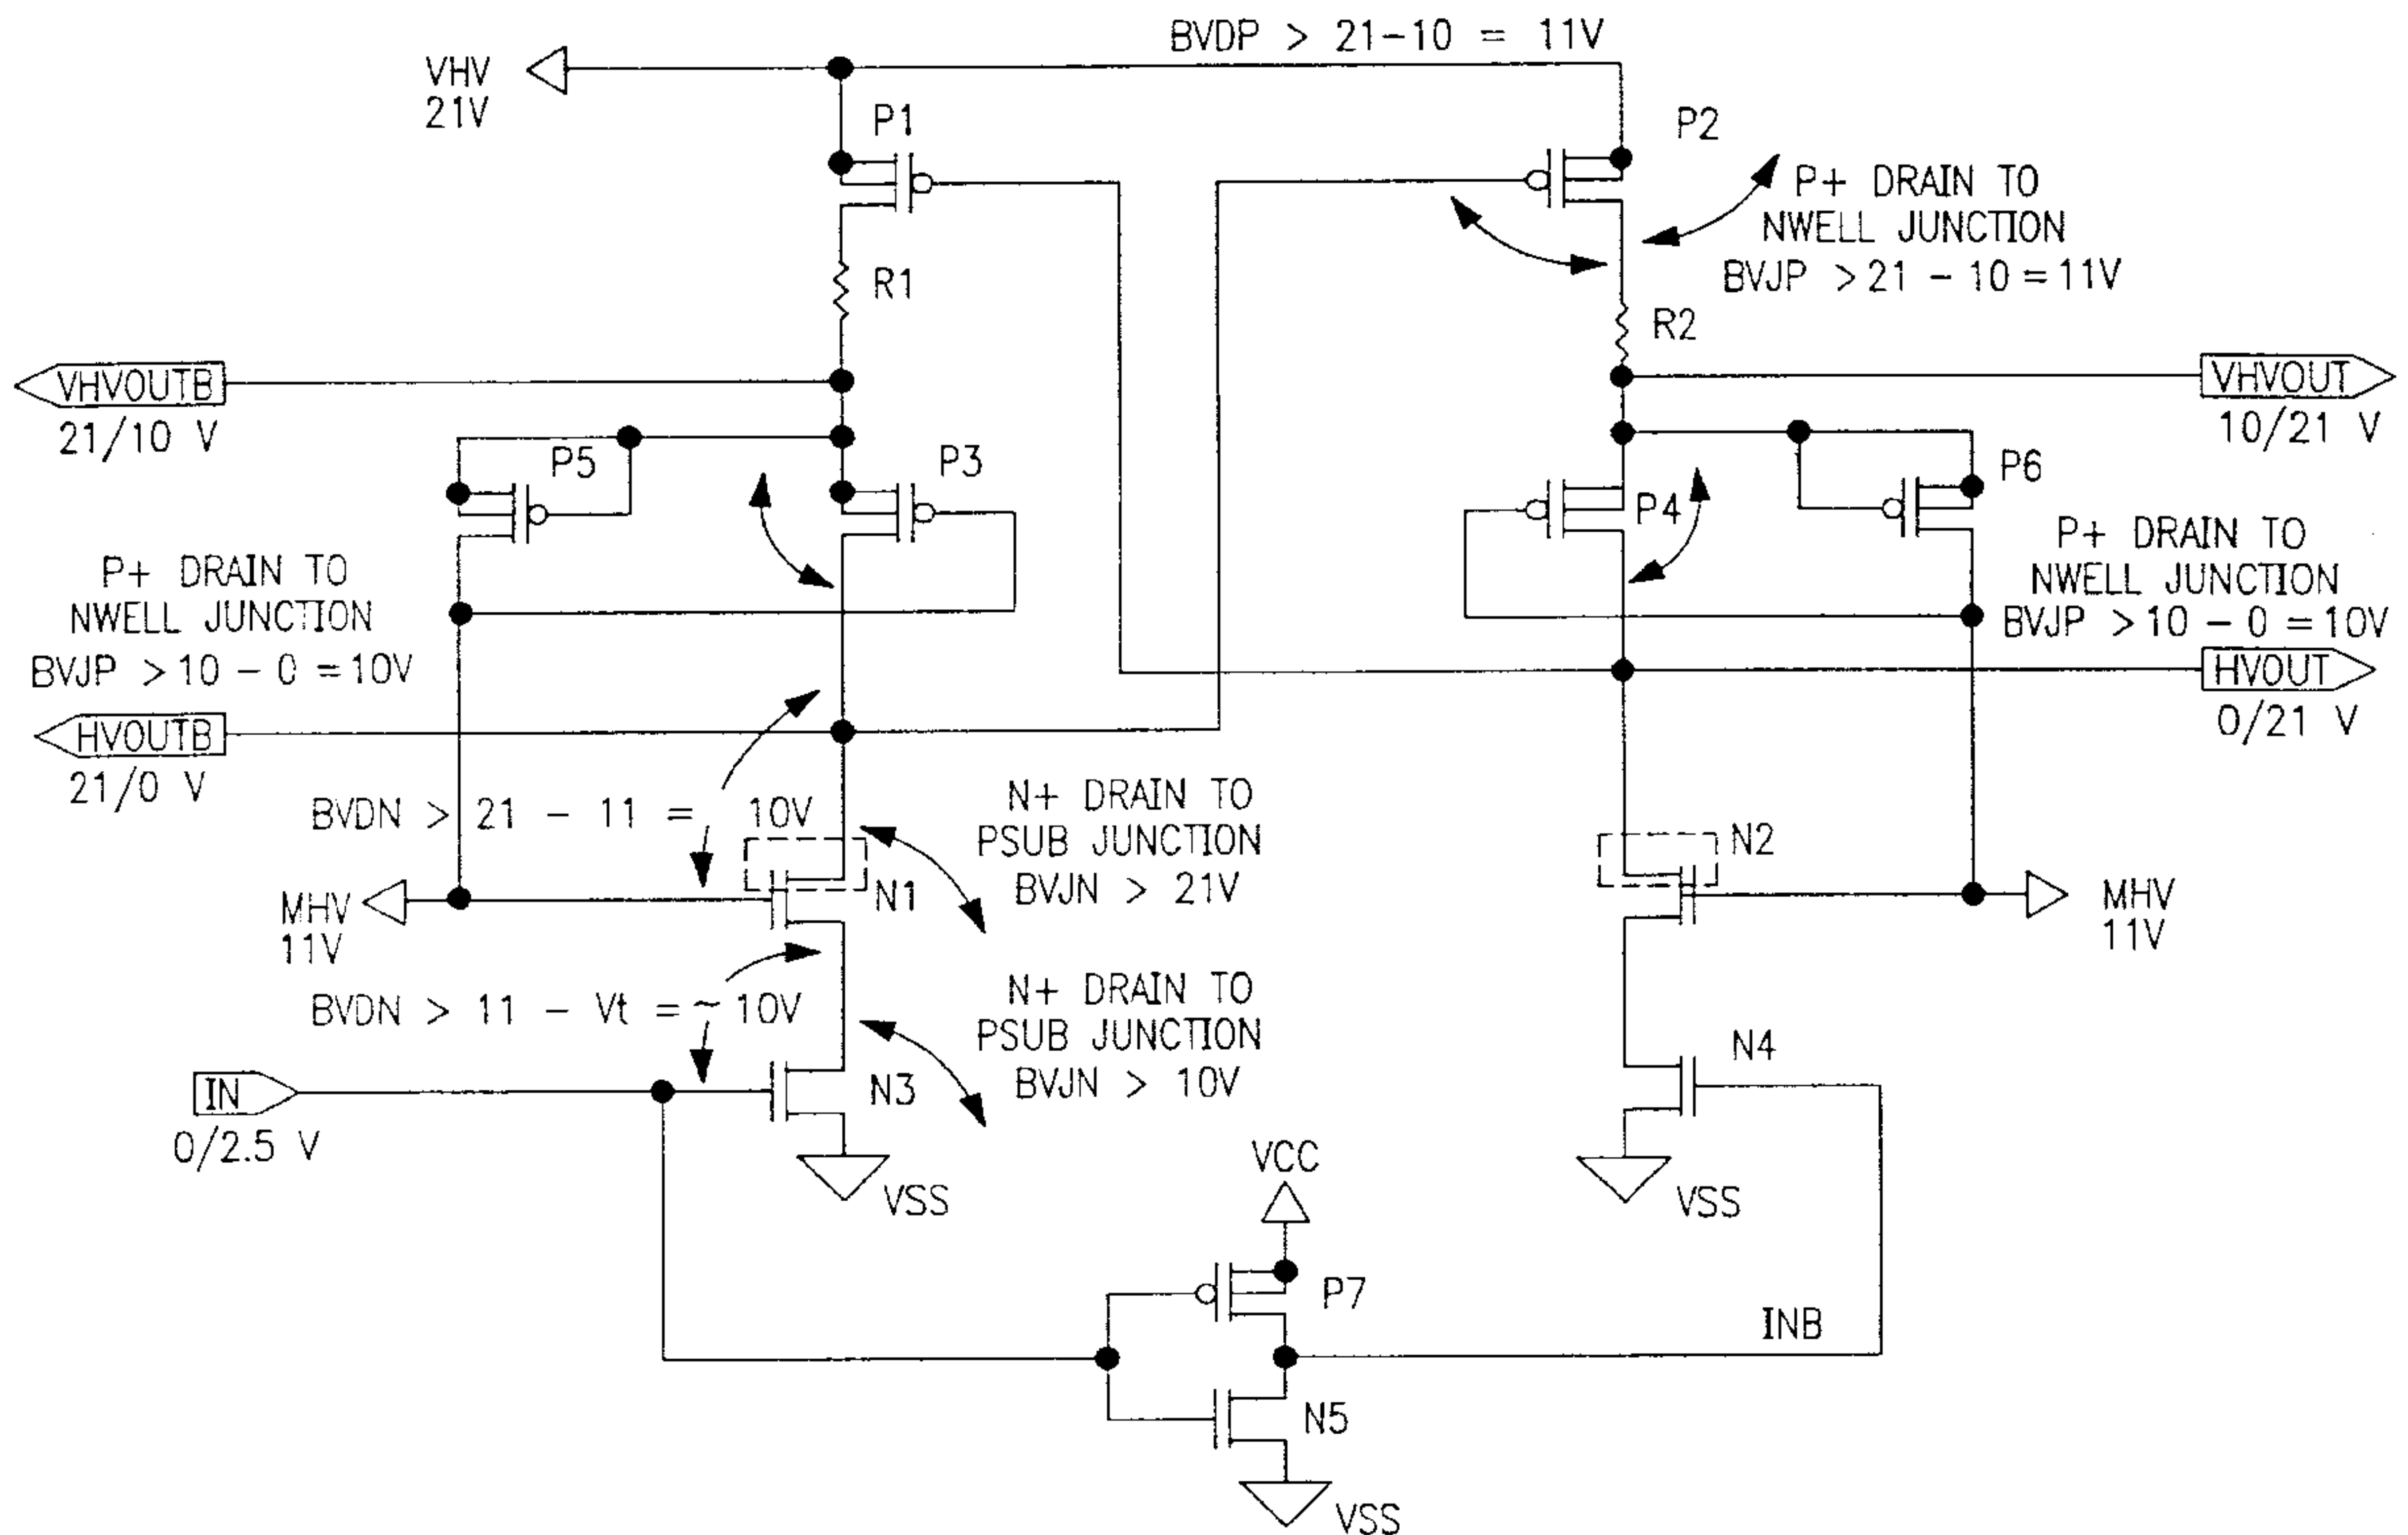 BVDP > 21-10 = 11V
VHV
21V
P1
P2
P+ DRAIN TO
NWELL JUNCTION
BVJP > 21 - 10 = 11V
R1
R2
VHVOUTB
21/10 V
VHVOUT
10/21 V
P5
P3
P4
P6
P+ DRAIN TO
NWELL JUNCTION
BVJP > 10 - 0 = 10V
P+ DRAIN TO
NWELL JUNCTION
BVJP > 10 - 0 = 10V
HVOUTB
21/0 V
HVOUT
0/21 V
BVDN > 21 - 11 = 10V
N+ DRAIN TO
PSUB JUNCTION
BVJN > 21V
N1
N2
MHV
11V
MHV
11V
BVDN > 11 - Vt = ~ 10V
N+ DRAIN TO
PSUB JUNCTION
BVJN > 10V
N3
N4
IN
0/2.5 V
VSS
VSS
VCC
P7
INB
N5
VSS